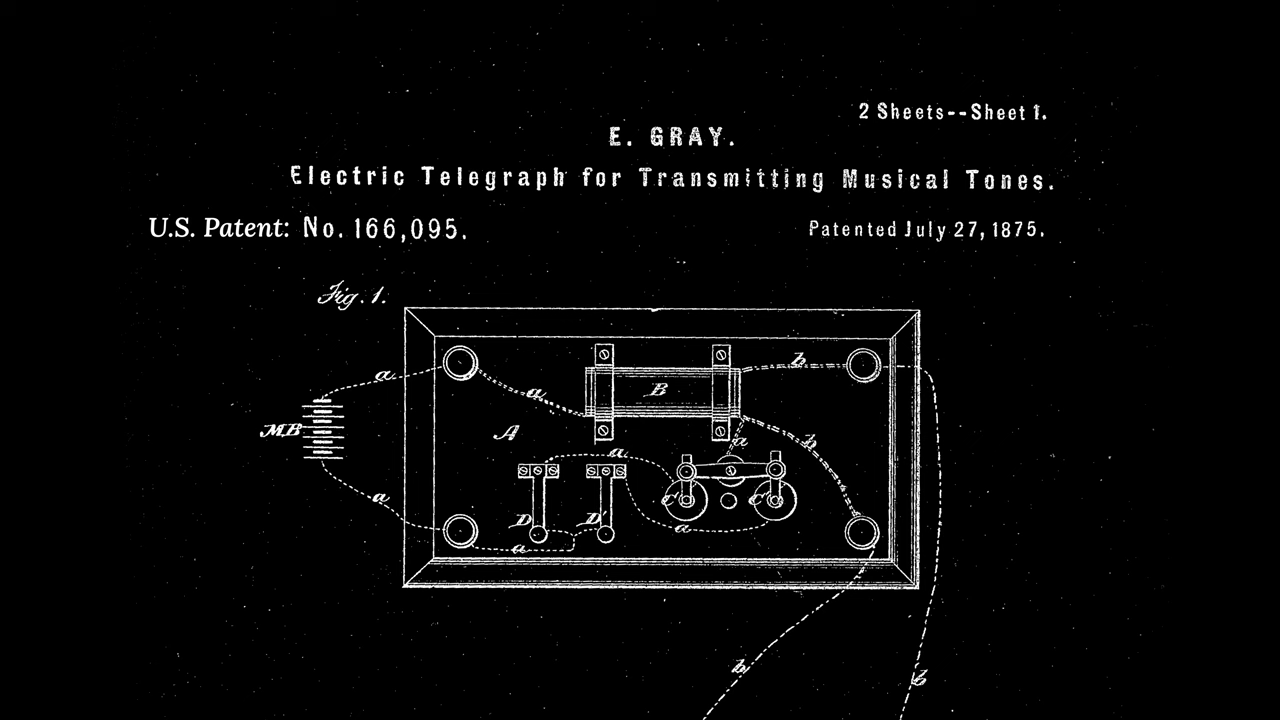 2 Sheets--Sheet 1.
E. GRAY.
Electric Telegraph for Transmitting Musical Tones.
U.S. Patent: No. 166,095.
Patented July 27, 1875.
Fig. 1.
a
b
a
B
ME
A
a
b
a
C
C'
a
D
D'
a
a
b
b